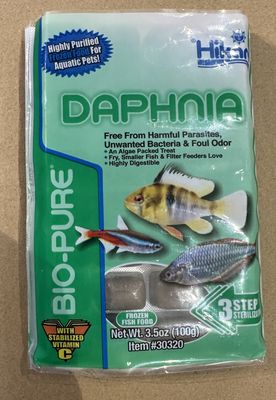 Highly Purified
Frozen Food For
Aquatic Pets!
DAPHNIA
Free From Harmful Parasites,
Unwanted Bacteria & Foul Odor
• An Algae Packed Treat
• Fry, Smaller Fish & Filter Feeders Love
• Highly Digestible
BIO-PURE®
3 STEP
WITH
STABILIZED
VITAMIN
C
FROZEN
FISH FOOD
Net Wt. 3.5oz (100g)
Item #30320